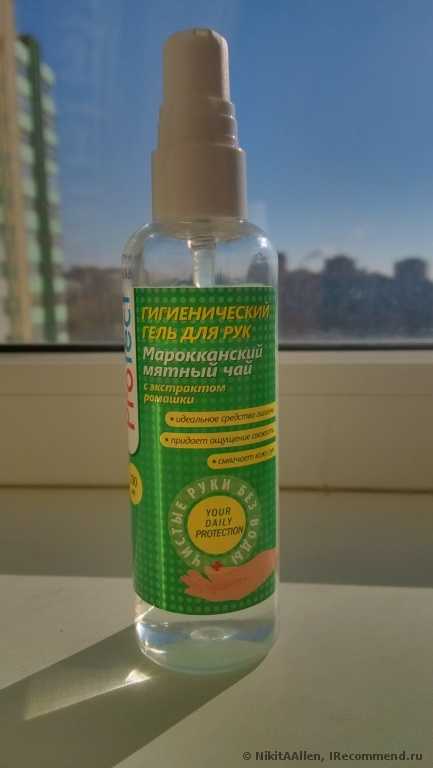 Protect
ГИГИЕНИЧЕСКИЙ
ГЕЛЬ ДЛЯ РУК
Марокканский
мятный чай
с экстрактом
ромашки
• идеальное средство
• придает ощущение
• смягчает кожу
ЧИСТЫЕ РУКИ БЕЗ ВОДЫ
YOUR
DAILY
PROTECTION
© NikitAAllen, IRecommend.ru